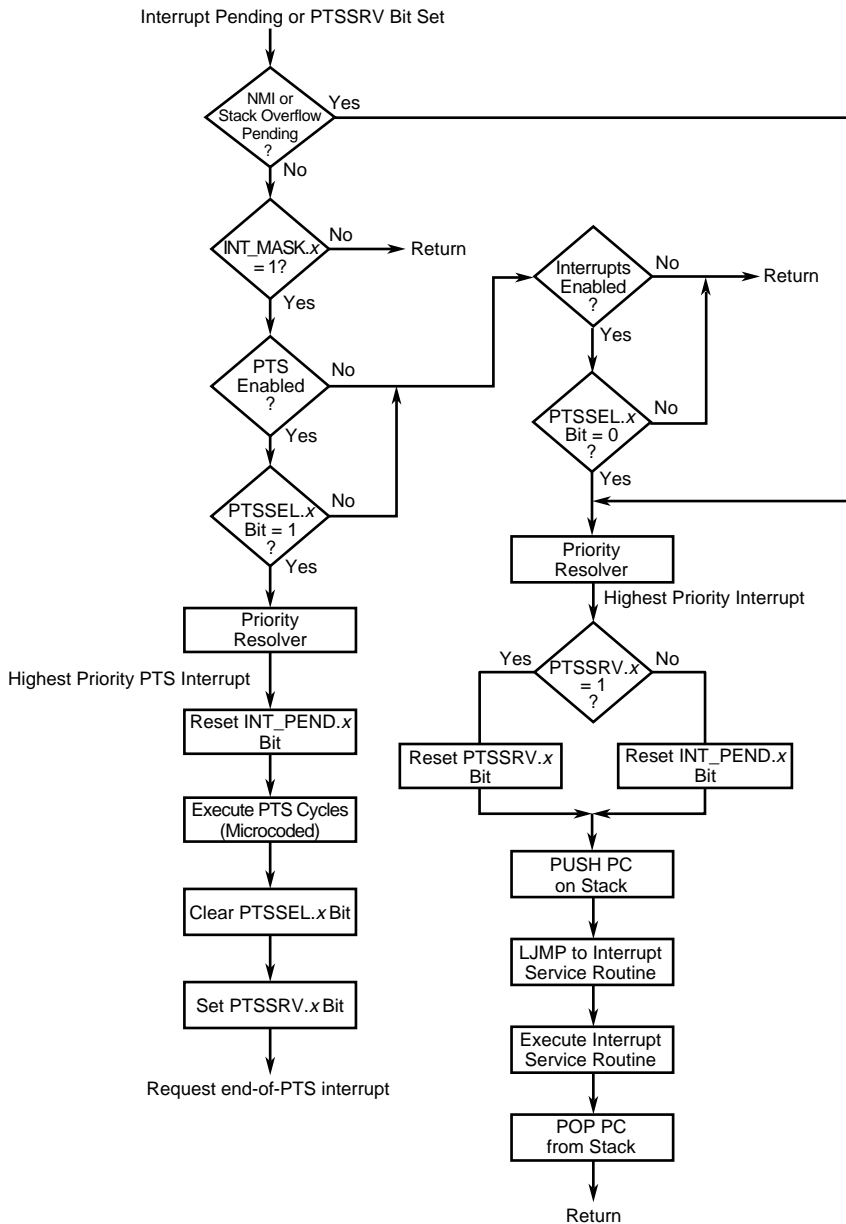 Interrupt Pending or PTSSRV Bit Set
NMI or
Stack Overflow
Pending
?
Yes
No
INT_MASK.x
= 1?
No
Return
Yes
PTS
Enabled
?
No
Yes
PTSSEL.x
Bit = 1
?
No
Yes
Priority
Resolver
Highest Priority PTS Interrupt
Reset INT_PEND.x
Bit
Execute PTS Cycles
(Microcoded)
Clear PTSSEL.x Bit
Set PTSSRV.x Bit
Request end-of-PTS interrupt
Interrupts
Enabled
?
No
Return
Yes
PTSSEL.x
Bit = 0
?
No
Yes
Priority
Resolver
Highest Priority Interrupt
PTSSRV.x
= 1
?
Yes
No
Reset PTSSRV.x
Bit
Reset INT_PEND.x
Bit
PUSH PC
on Stack
LJMP to Interrupt
Service Routine
Execute Interrupt
Service Routine
POP PC
from Stack
Return